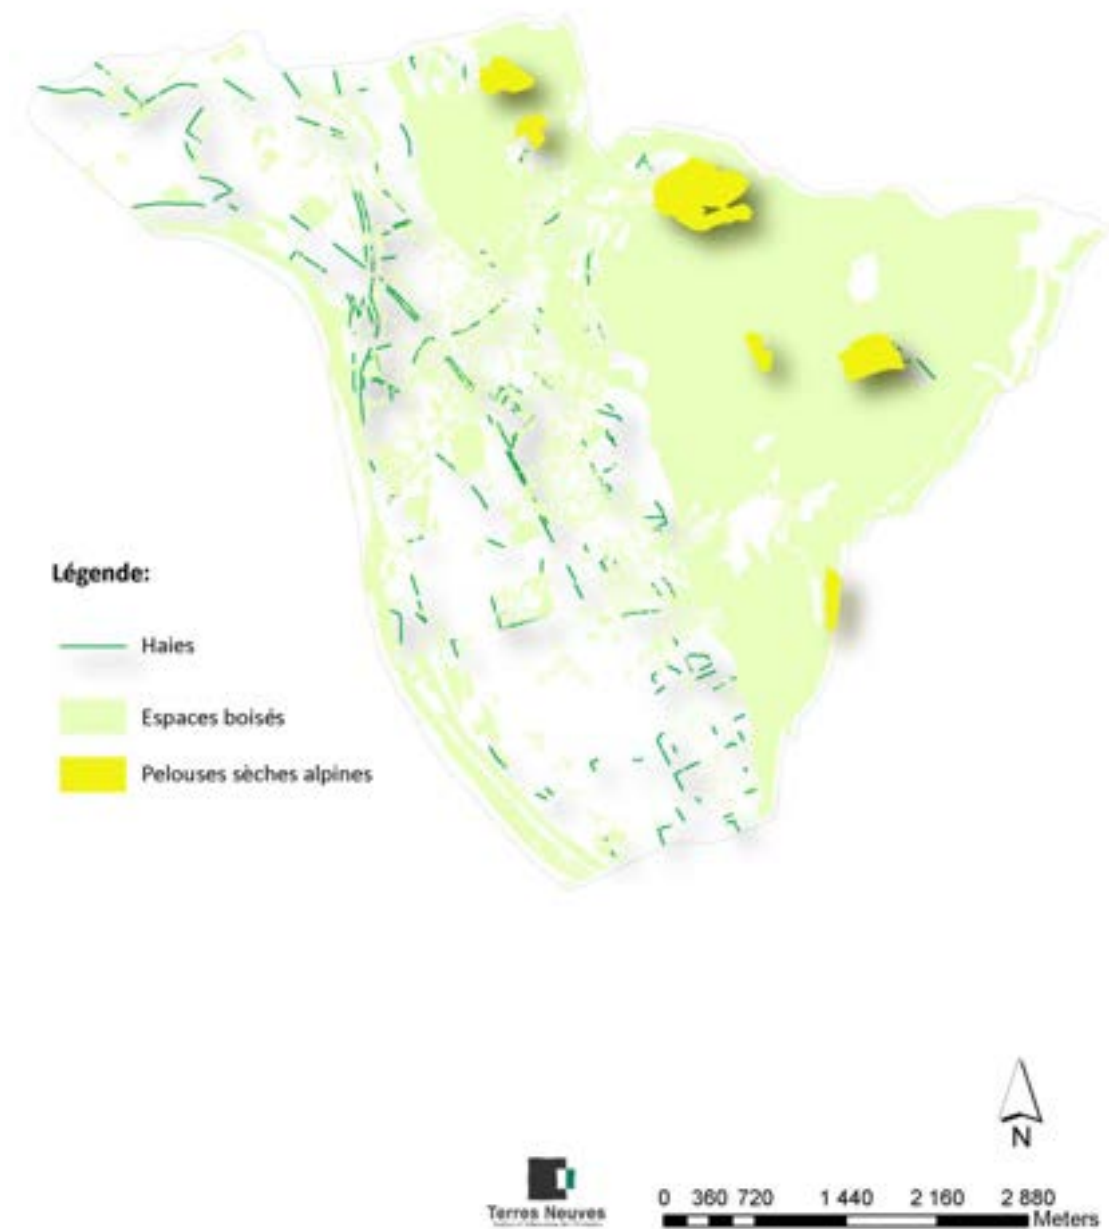 Légende:
Haies
Espaces boisés
Pelouses sèches alpines
N
Terres Neuves
0 360 720 1 440 2 160 2 880
Meters